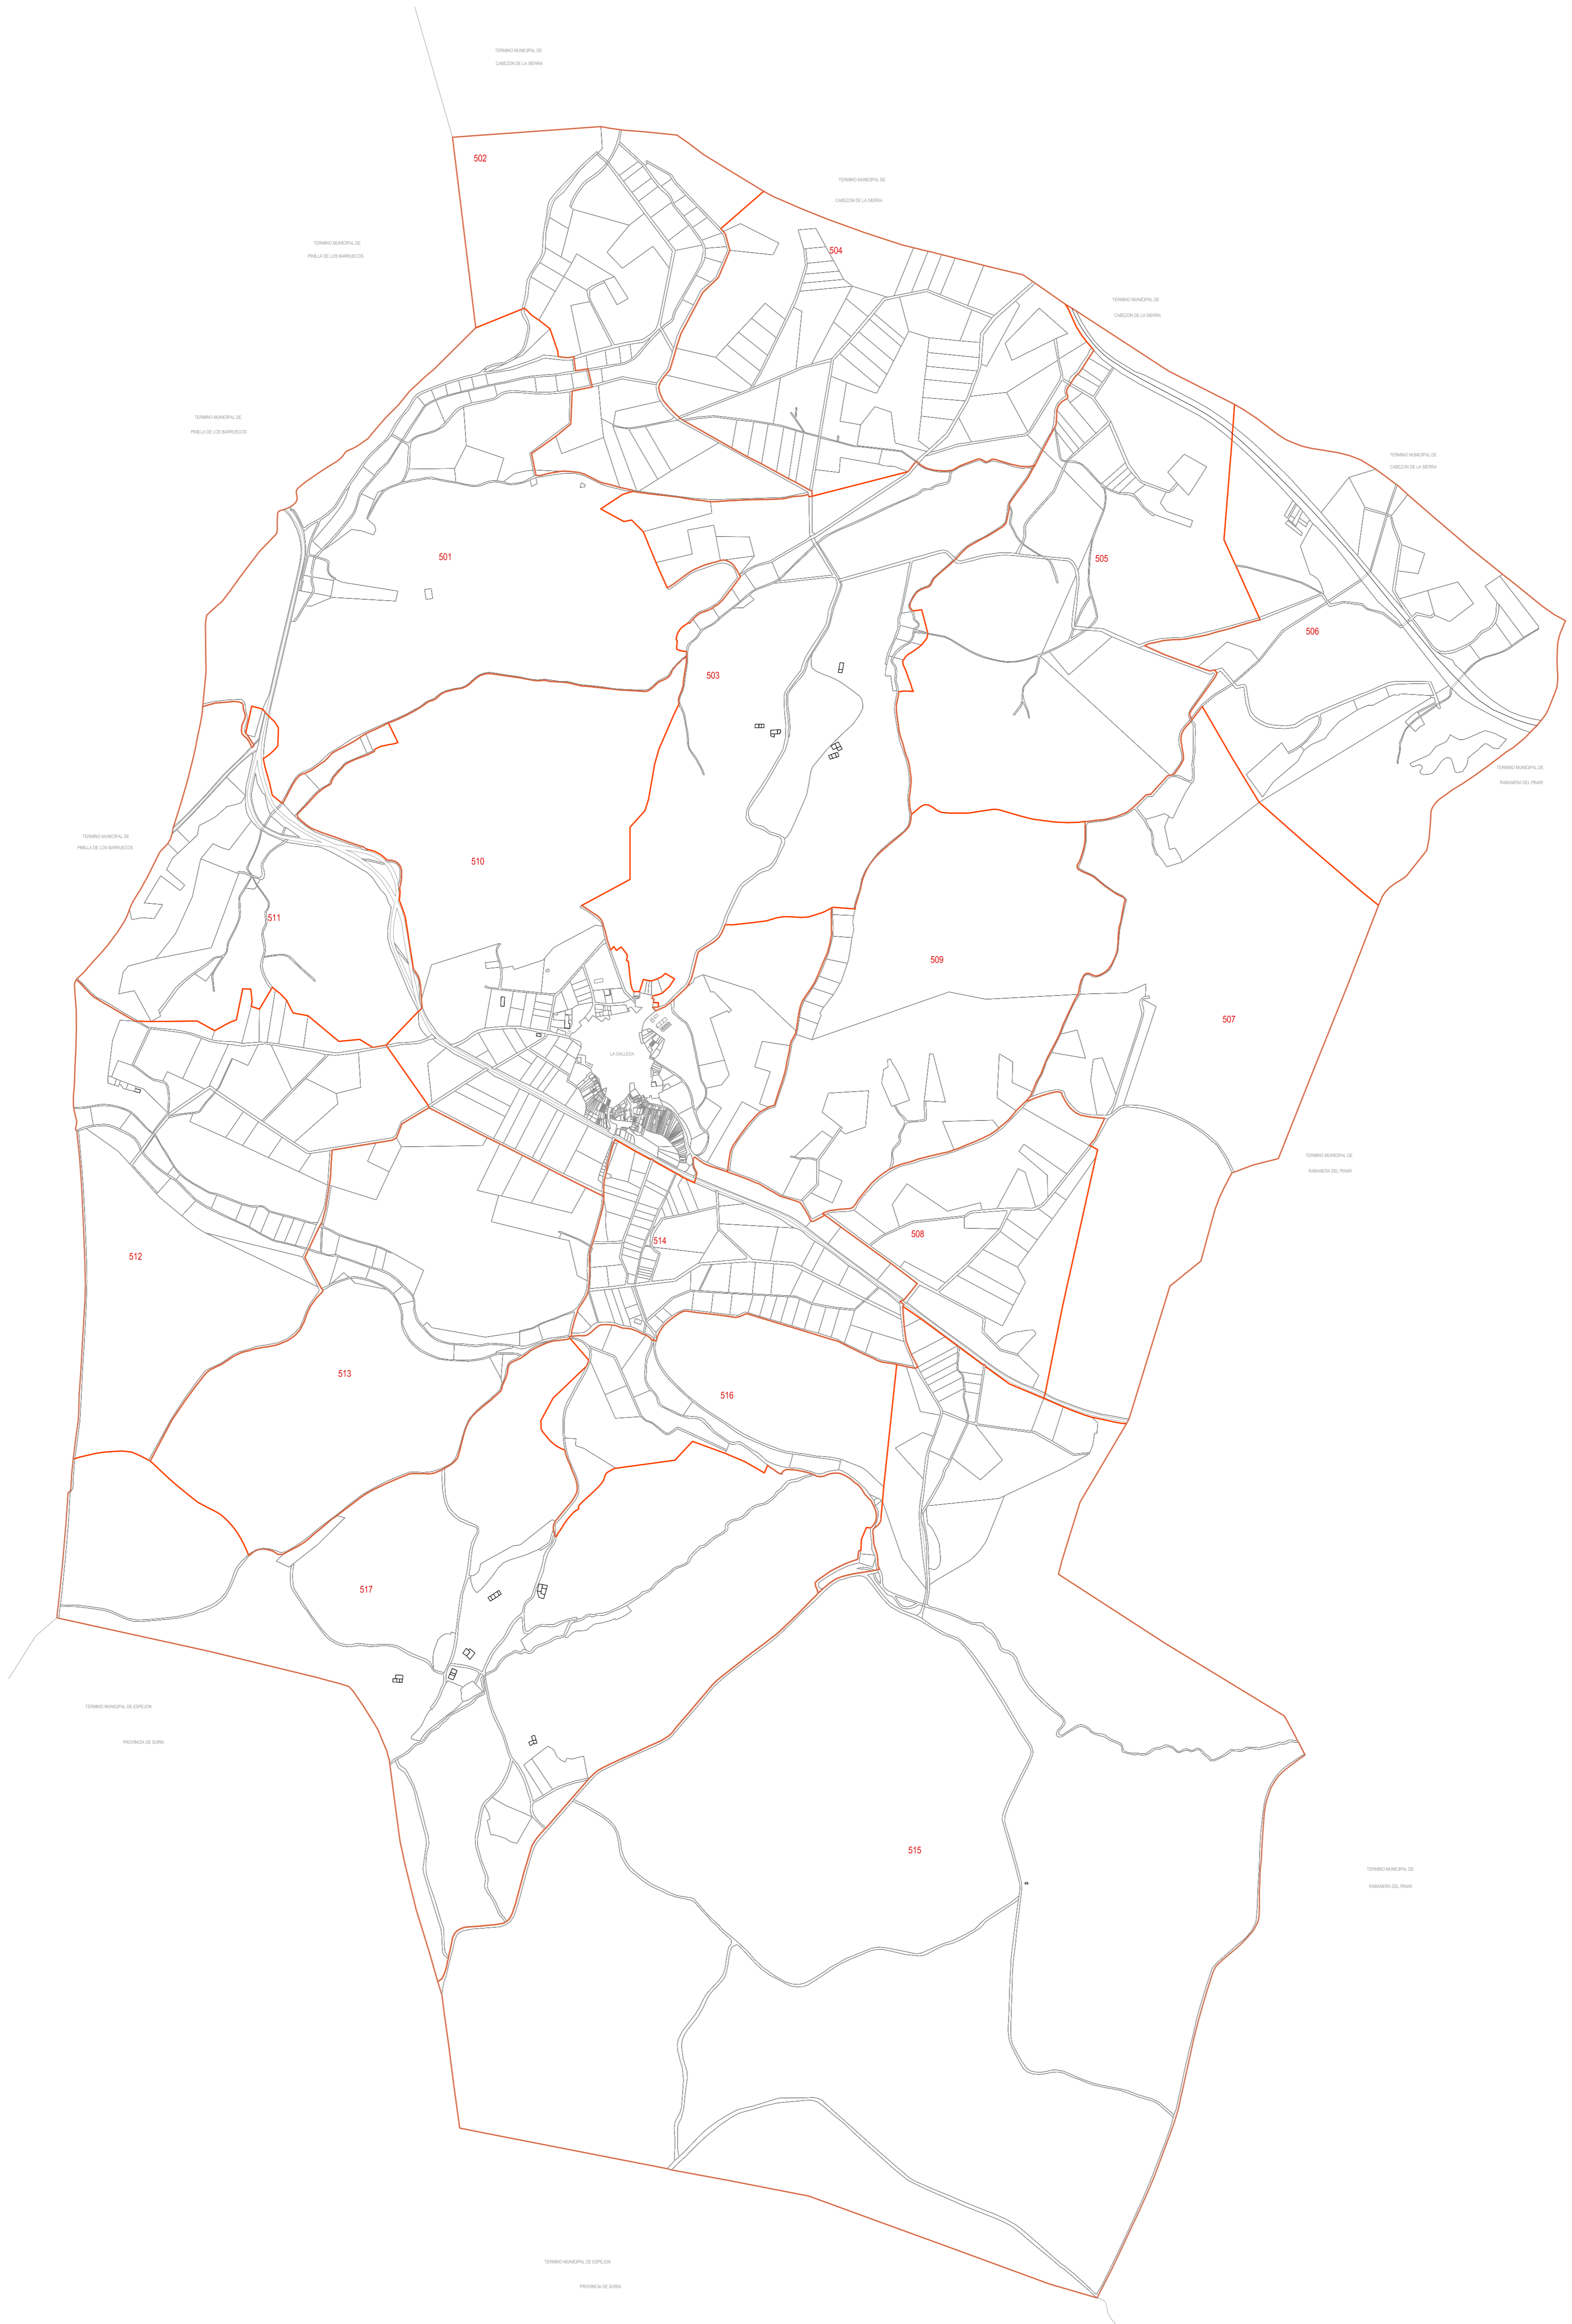 TERMINO MUNICIPAL DE
CABEZON DE LA SIERRA
502
TERMINO MUNICIPAL DE
CABEZON DE LA SIERRA
504
TERMINO MUNICIPAL DE
PINILLA DE LOS BARRUECOS
TERMINO MUNICIPAL DE
CABEZON DE LA SIERRA
TERMINO MUNICIPAL DE
PINILLA DE LOS BARRUECOS
TERMINO MUNICIPAL DE
CABEZON DE LA SIERRA
501
505
506
503
TERMINO MUNICIPAL DE
RABANERA DEL PINAR
TERMINO MUNICIPAL DE
PINILLA DE LOS BARRUECOS
510
511
509
507
LA GALLEGA
TERMINO MUNICIPAL DE
RABANERA DEL PINAR
508
514
512
513
516
517
TERMINO MUNICIPAL DE ESPEJON
PROVINCIA DE SORIA
515
TERMINO MUNICIPAL DE
RABANERA DEL PINAR
TERMINO MUNICIPAL DE ESPEJON
PROVINCIA DE SORIA